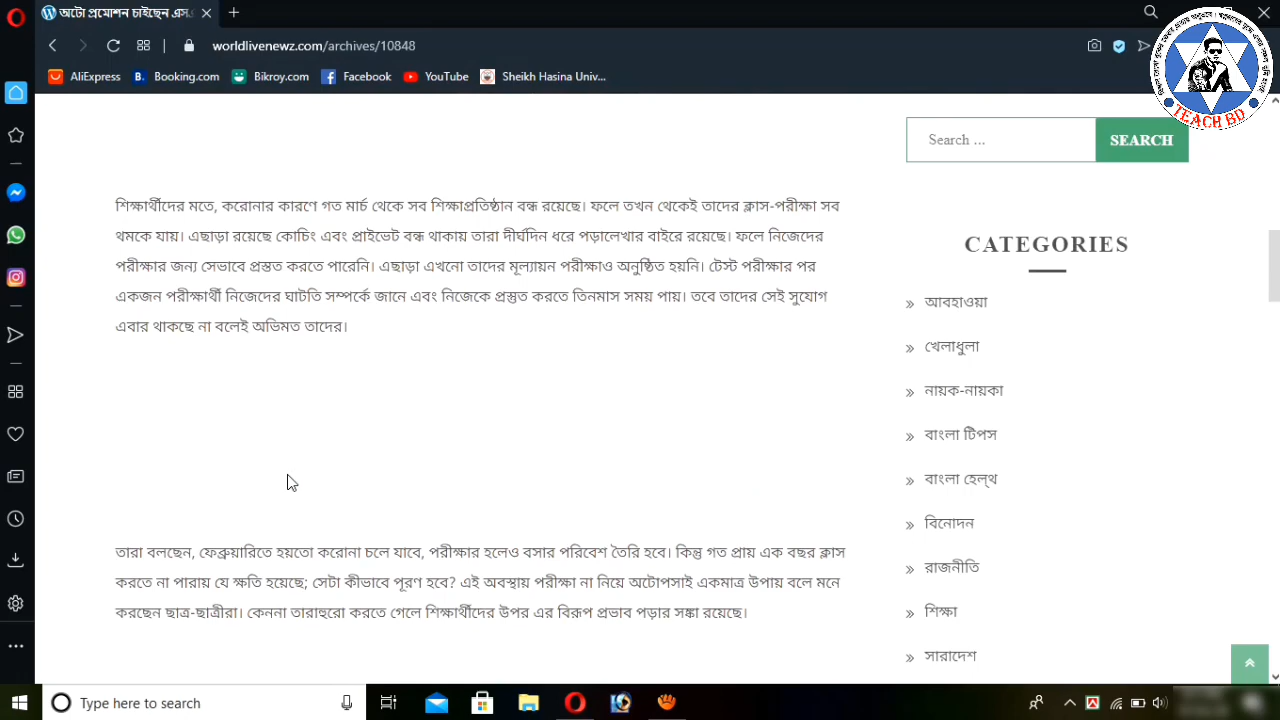 অটো প্রমোশন চাইছেন এস
worldlivenewz.com/archives/10848
AliExpress
Booking.com
Bikroy.com
Facebook
YouTube
Sheikh Hasina Univ...
TEACH BD
Search ...
SEARCH
শিক্ষার্থীদের মতে, করোনার কারণে গত মার্চ থেকে সব শিক্ষাপ্রতিষ্ঠান বন্ধ রয়েছে। ফলে তখন থেকেই তাদের ক্লাস-পরীক্ষা সব
থমকে যায়। এছাড়া রয়েছে কোচিং এবং প্রাইভেট বন্ধ থাকায় তারা দীর্ঘদিন ধরে পড়ালেখার বাইরে রয়েছে। ফলে নিজেদের
পরীক্ষার জন্য সেভাবে প্রস্তত করতে পারেনি। এছাড়া এখনো তাদের মূল্যায়ন পরীক্ষাও অনুষ্ঠিত হয়নি। টেস্ট পরীক্ষার পর
একজন পরীক্ষার্থী নিজেদের ঘাটতি সম্পর্কে জানে এবং নিজেকে প্রস্তুত করতে তিনমাস সময় পায়। তবে তাদের সেই সুযোগ
এবার থাকছে না বলেই অভিমত তাদের।
তারা বলছেন, ফেব্রুয়ারিতে হয়তো করোনা চলে যাবে, পরীক্ষার হলেও বসার পরিবেশ তৈরি হবে। কিন্তু গত প্রায় এক বছর ক্লাস
করতে না পারায় যে ক্ষতি হয়েছে; সেটা কীভাবে পূরণ হবে? এই অবস্থায় পরীক্ষা না নিয়ে অটোপসাই একমাত্র উপায় বলে মনে
করছেন ছাত্র-ছাত্রীরা। কেননা তারাহুরো করতে গেলে শিক্ষার্থীদের উপর এর বিরূপ প্রভাব পড়ার সঙ্কা রয়েছে।
CATEGORIES
আবহাওয়া
খেলাধুলা
নায়ক-নায়কা
বাংলা টিপস
বাংলা হেল্থ
বিনোদন
রাজনীতি
শিক্ষা
সারাদেশ
Type here to search